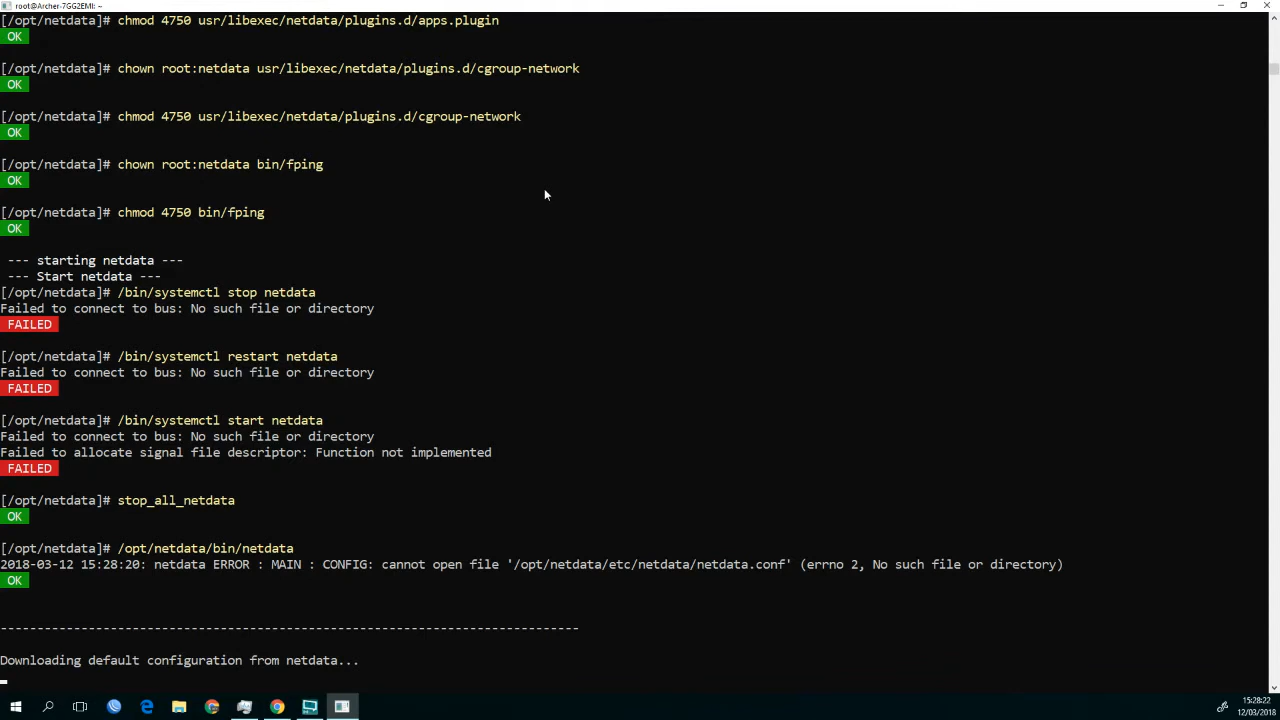 root@Archer-7GG2EMI: ~
[/opt/netdata]# chmod 4750 usr/libexec/netdata/plugins.d/apps.plugin
OK
[/opt/netdata]# chown root:netdata usr/libexec/netdata/plugins.d/cgroup-network
OK
[/opt/netdata]# chmod 4750 usr/libexec/netdata/plugins.d/cgroup-network
OK
[/opt/netdata]# chown root:netdata bin/fping
OK
[/opt/netdata]# chmod 4750 bin/fping
OK
--- starting netdata ---
--- Start netdata ---
[/opt/netdata]# /bin/systemctl stop netdata
Failed to connect to bus: No such file or directory
FAILED
[/opt/netdata]# /bin/systemctl restart netdata
Failed to connect to bus: No such file or directory
FAILED
[/opt/netdata]# /bin/systemctl start netdata
Failed to connect to bus: No such file or directory
Failed to allocate signal file descriptor: Function not implemented
FAILED
[/opt/netdata]# stop_all_netdata
OK
[/opt/netdata]# /opt/netdata/bin/netdata
2018-03-12 15:28:20: netdata ERROR : MAIN : CONFIG: cannot open file '/opt/netdata/etc/netdata/netdata.conf' (errno 2, No such file or directory)
OK
-------------------------------------------------------------------------------
Downloading default configuration from netdata...
15:28:22
12/03/2018